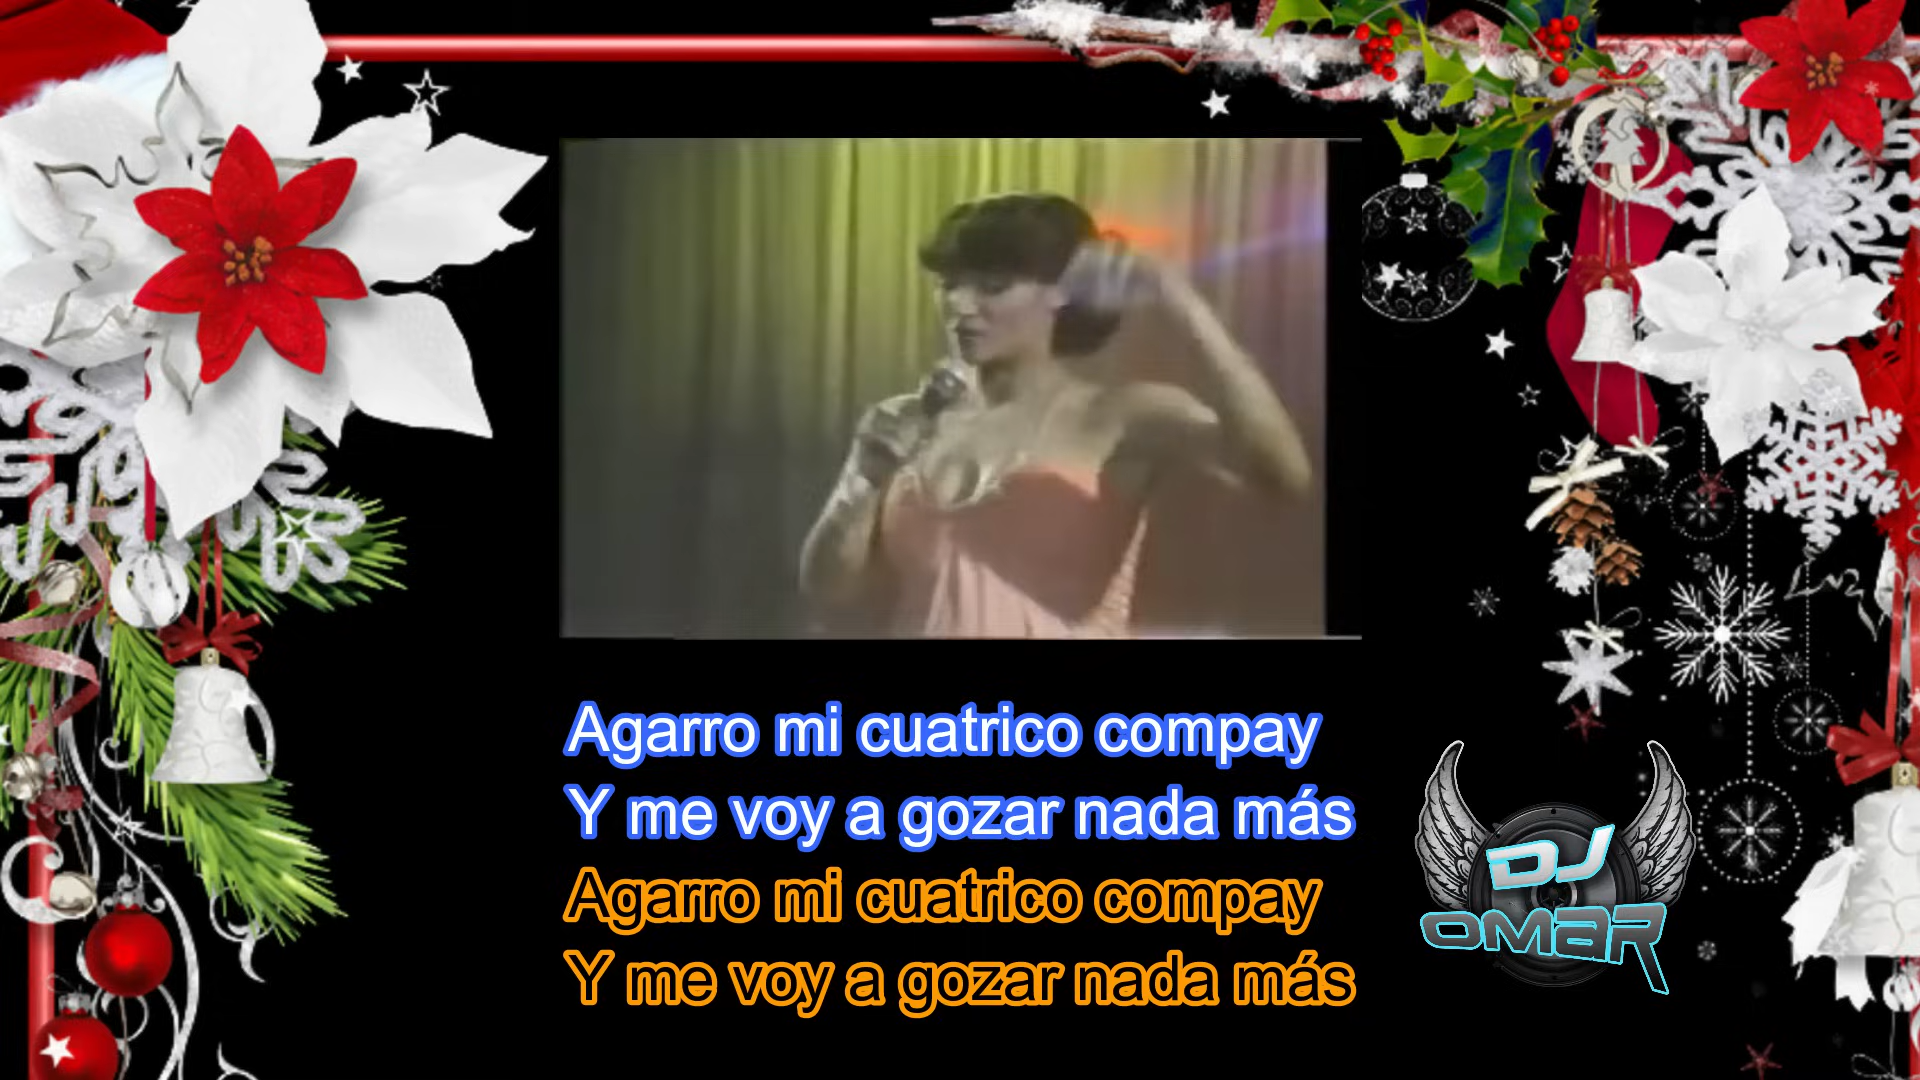 Agarro mi cuatrico compay
Y me voy a gozar nada más
Agarro mi cuatrico compay
Y me voy a gozar nada más
DJ
OMAR